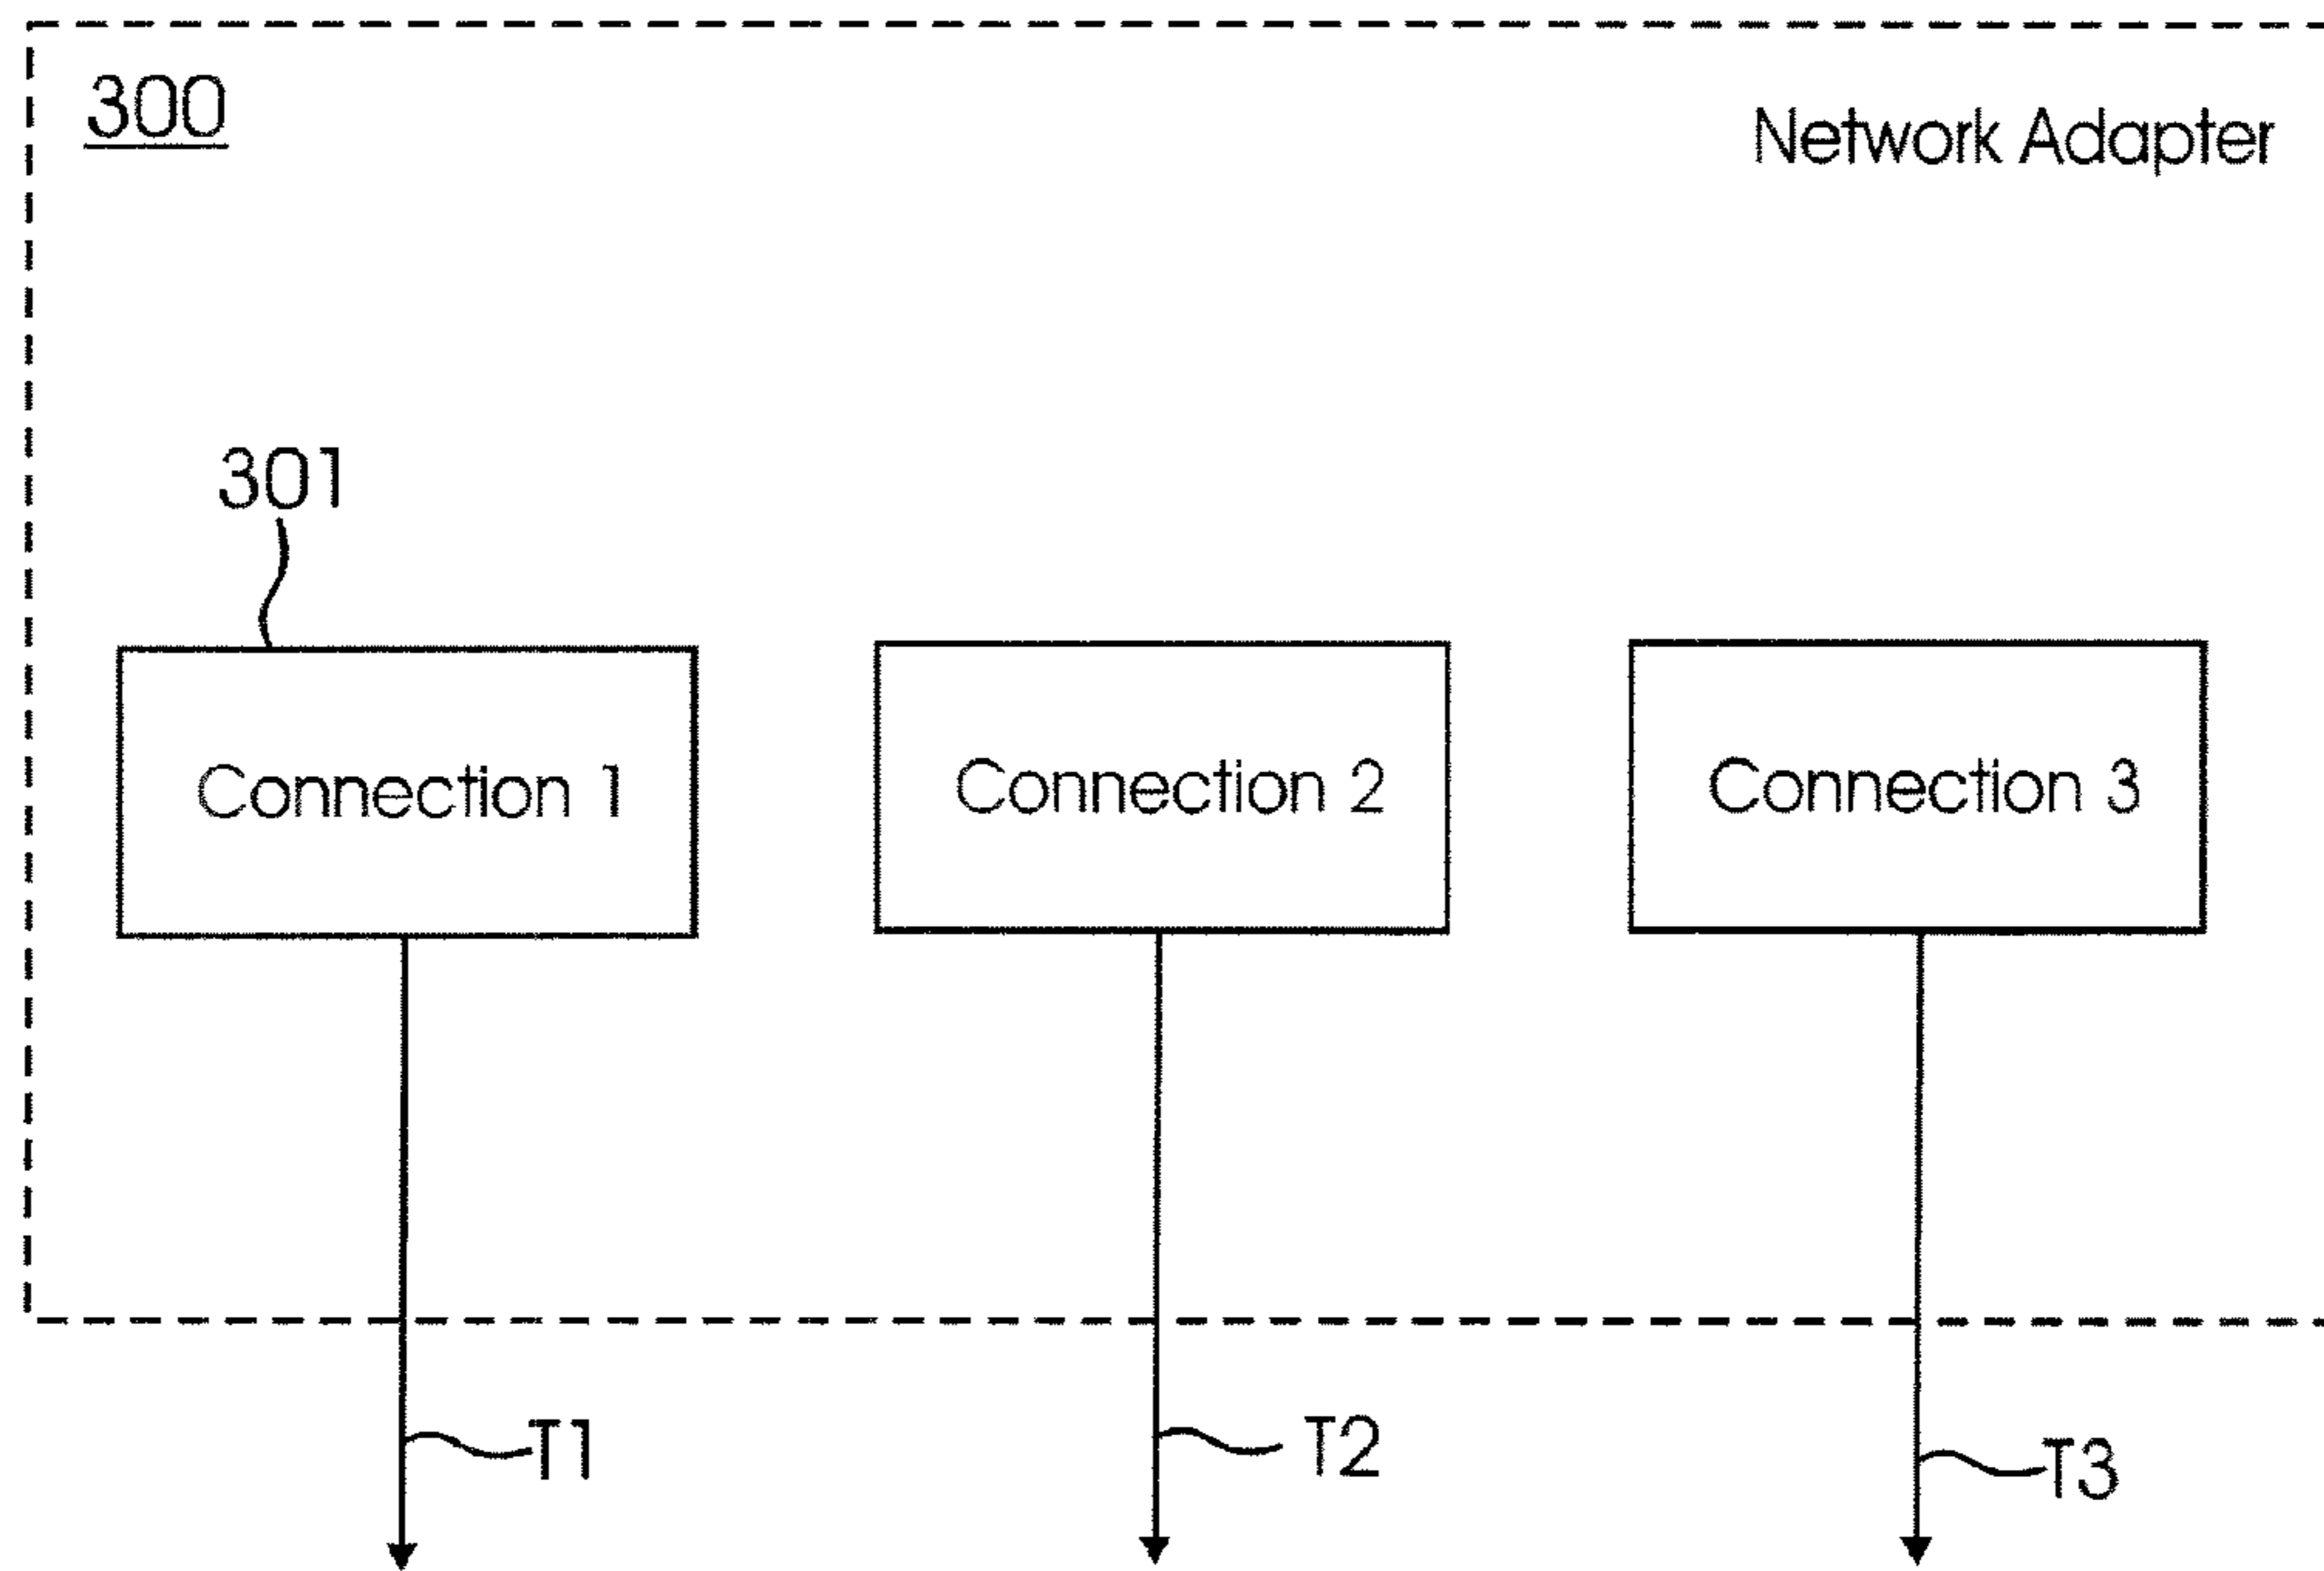 300
Network Adapter
301
Connection 1
Connection 2
Connection 3
T1
T2
T3